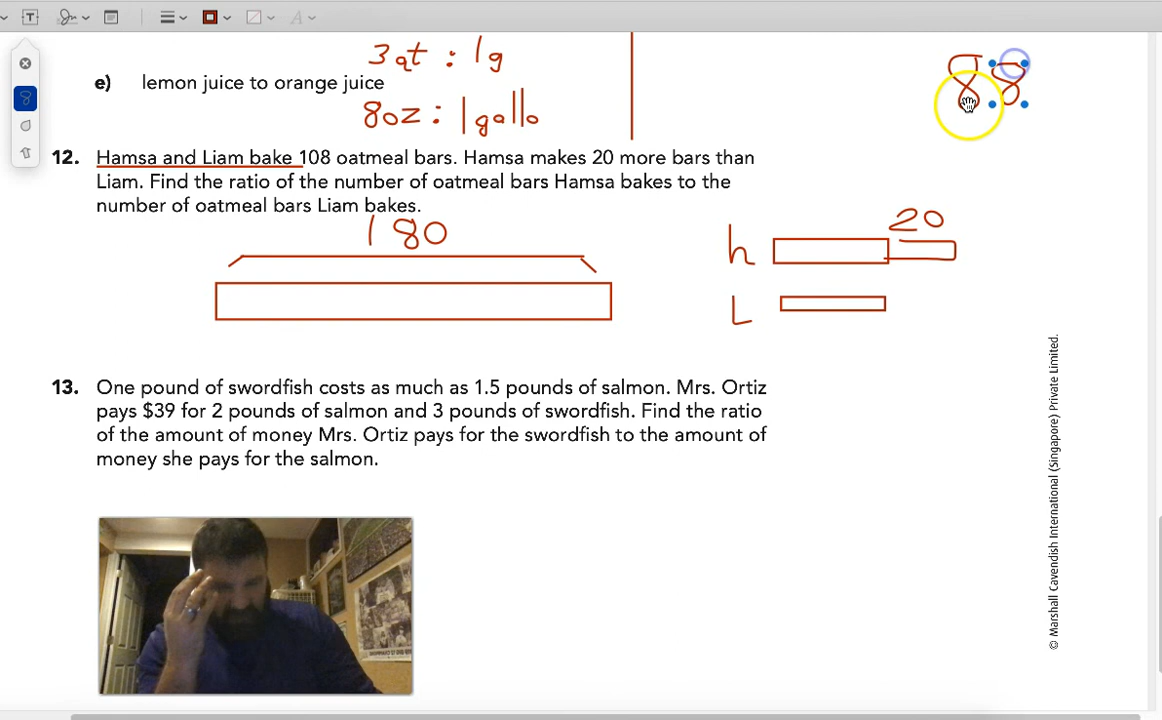 3 qt : 1g
e) lemon juice to orange juice
8oz : 1 gallo
88
12. Hamsa and Liam bake 108 oatmeal bars. Hamsa makes 20 more bars than
Liam. Find the ratio of the number of oatmeal bars Hamsa bakes to the
number of oatmeal bars Liam bakes.
180
20
h
L
13. One pound of swordfish costs as much as 1.5 pounds of salmon. Mrs. Ortiz
pays $39 for 2 pounds of salmon and 3 pounds of swordfish. Find the ratio
of the amount of money Mrs. Ortiz pays for the swordfish to the amount of
money she pays for the salmon.
© Marshall Cavendish International (Singapore) Private Limited.